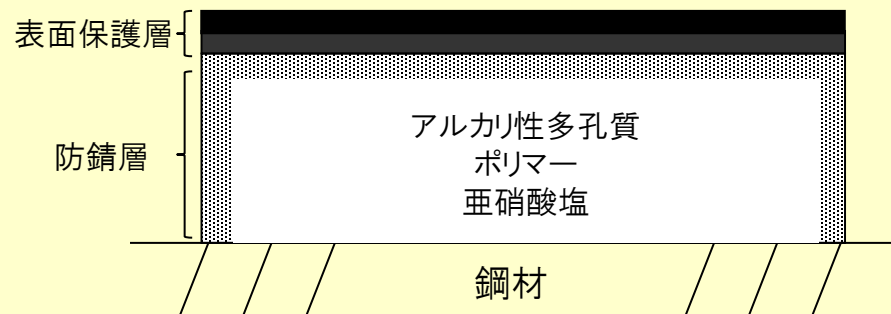 表面保護層
防錆層
アルカリ性多孔質
ポリマー
亜硝酸塩
鋼材